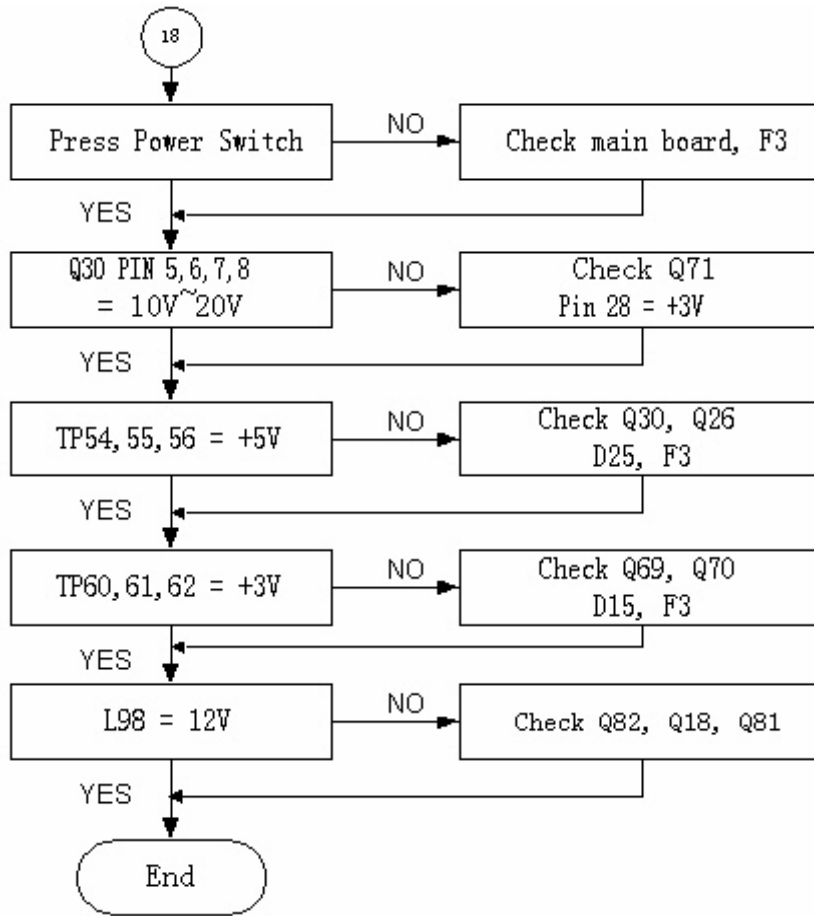 18
Press Power Switch
NO
Check main board, F3
YES
Q30 PIN 5,6,7,8
= 10V~20V
NO
Check Q71
Pin 28 = +3V
YES
TP54,55,56 = +5V
NO
Check Q30, Q26
D25, F3
YES
TP60,61,62 = +3V
NO
Check Q69, Q70
D15, F3
YES
L98 = 12V
NO
Check Q82, Q18, Q81
YES
End